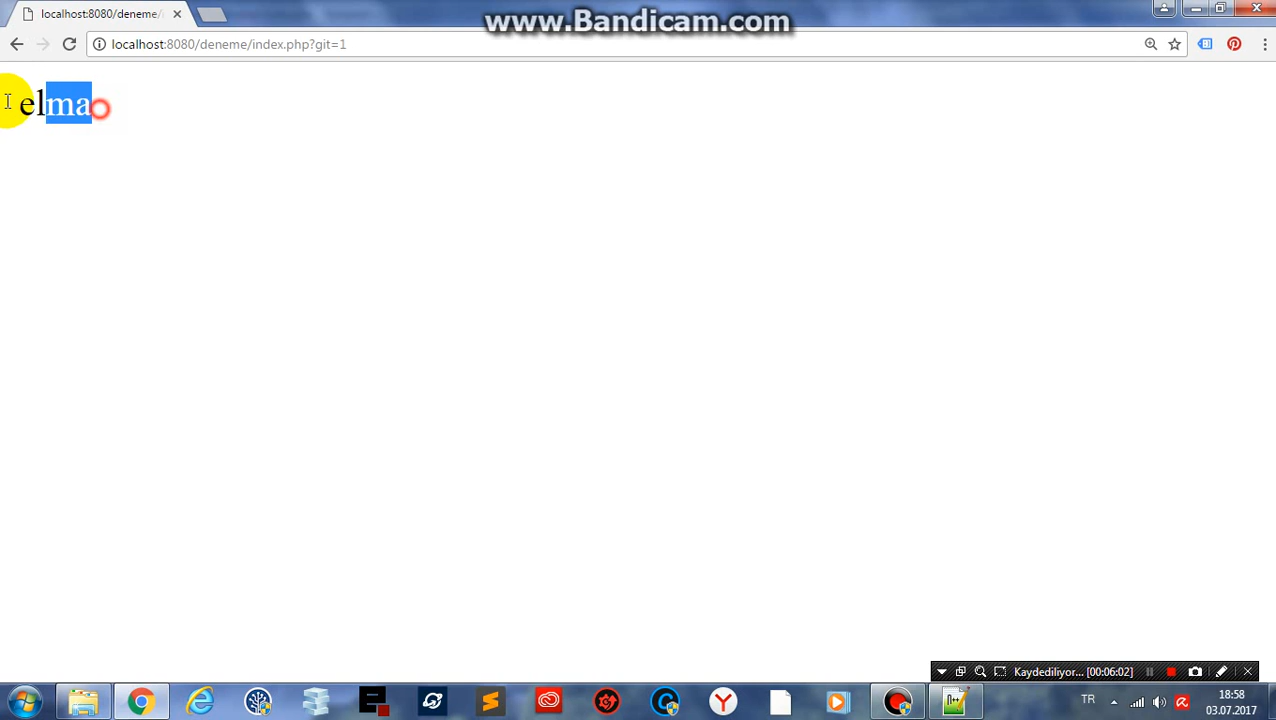 www.Bandicam.com
localhost:8080/deneme/i
localhost:8080/deneme/index.php?git=1
elma
Kaydediliyor... [00:06:02]
TR
18:58
03.07.2017